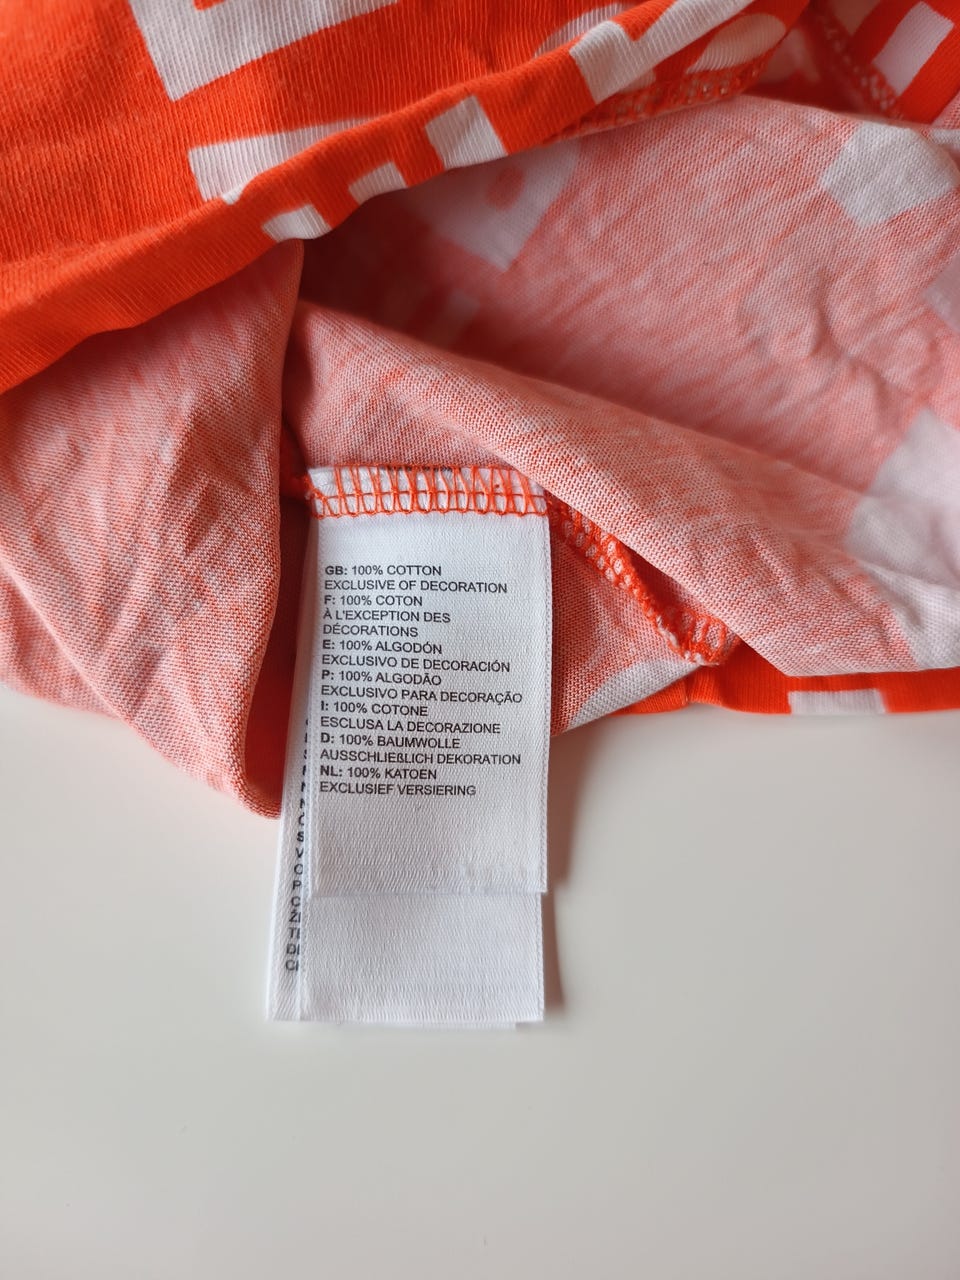 GB: 100% COTTON
EXCLUSIVE OF DECORATION
F: 100% COTON
À L'EXCEPTION DES
DÉCORATIONS
E: 100% ALGODÓN
EXCLUSIVO DE DECORACIÓN
P: 100% ALGODÃO
EXCLUSIVO PARA DECORAÇÃO
I: 100% COTONE
ESCLUSA LA DECORAZIONE
D: 100% BAUMWOLLE
AUSSCHLIEßLICH DEKORATION
NL: 100% KATOEN
EXCLUSIEF VERSIERING